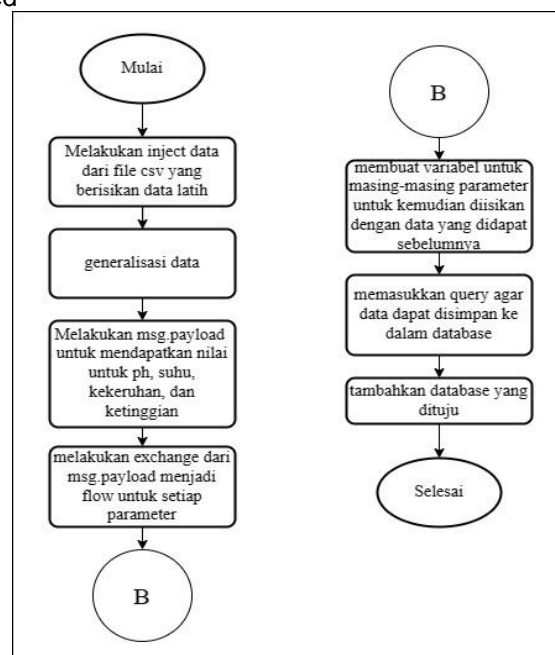 ed
Mulai
Melakukan inject data
dari file csv yang
berisikan data latih
generalisasi data
Melakukan msg.payload
untuk mendapatkan nilai
untuk ph, suhu,
kekeruhan, dan
ketinggian
melakukan exchange dari
msg.payload menjadi
flow untuk setiap
parameter
B
B
membuat variabel untuk
masing-masing parameter
untuk kemudian diisikan
dengan data yang didapat
sebelumnya
memasukkan query agar
data dapat disimpan ke
dalam database
tambahkan database yang
dituju
Selesai